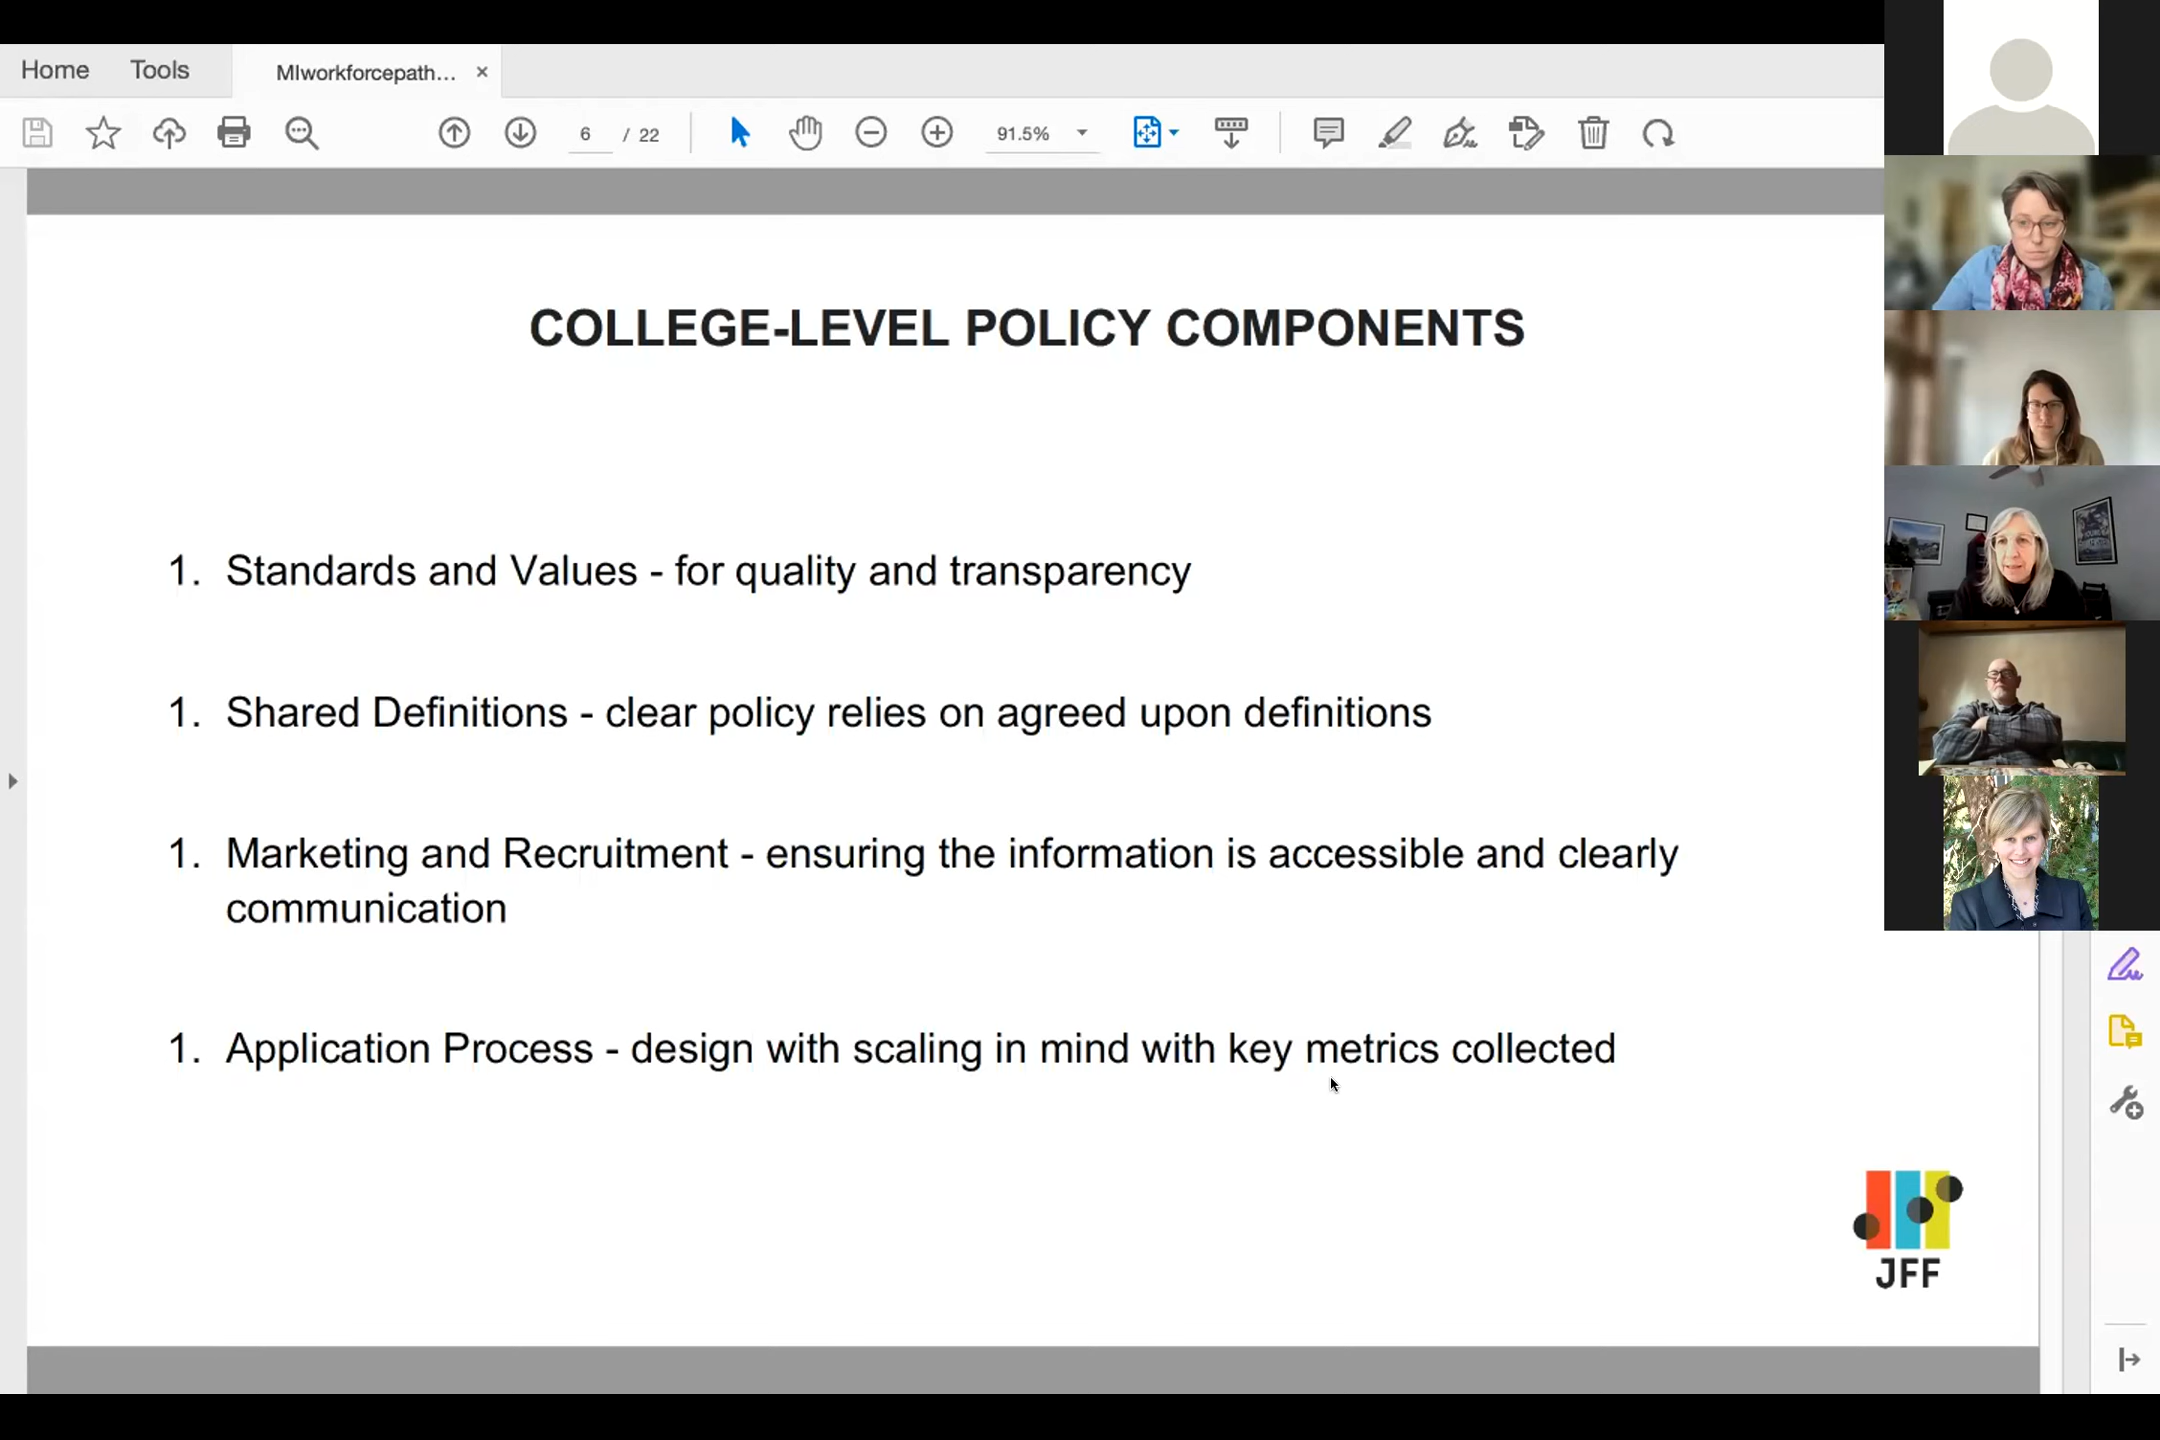 Home Tools MIworkforcepath... ×
6 / 22 91.5%
COLLEGE-LEVEL POLICY COMPONENTS
1. Standards and Values - for quality and transparency
1. Shared Definitions - clear policy relies on agreed upon definitions
1. Marketing and Recruitment - ensuring the information is accessible and clearly
communication
1. Application Process - design with scaling in mind with key metrics collected
JFF